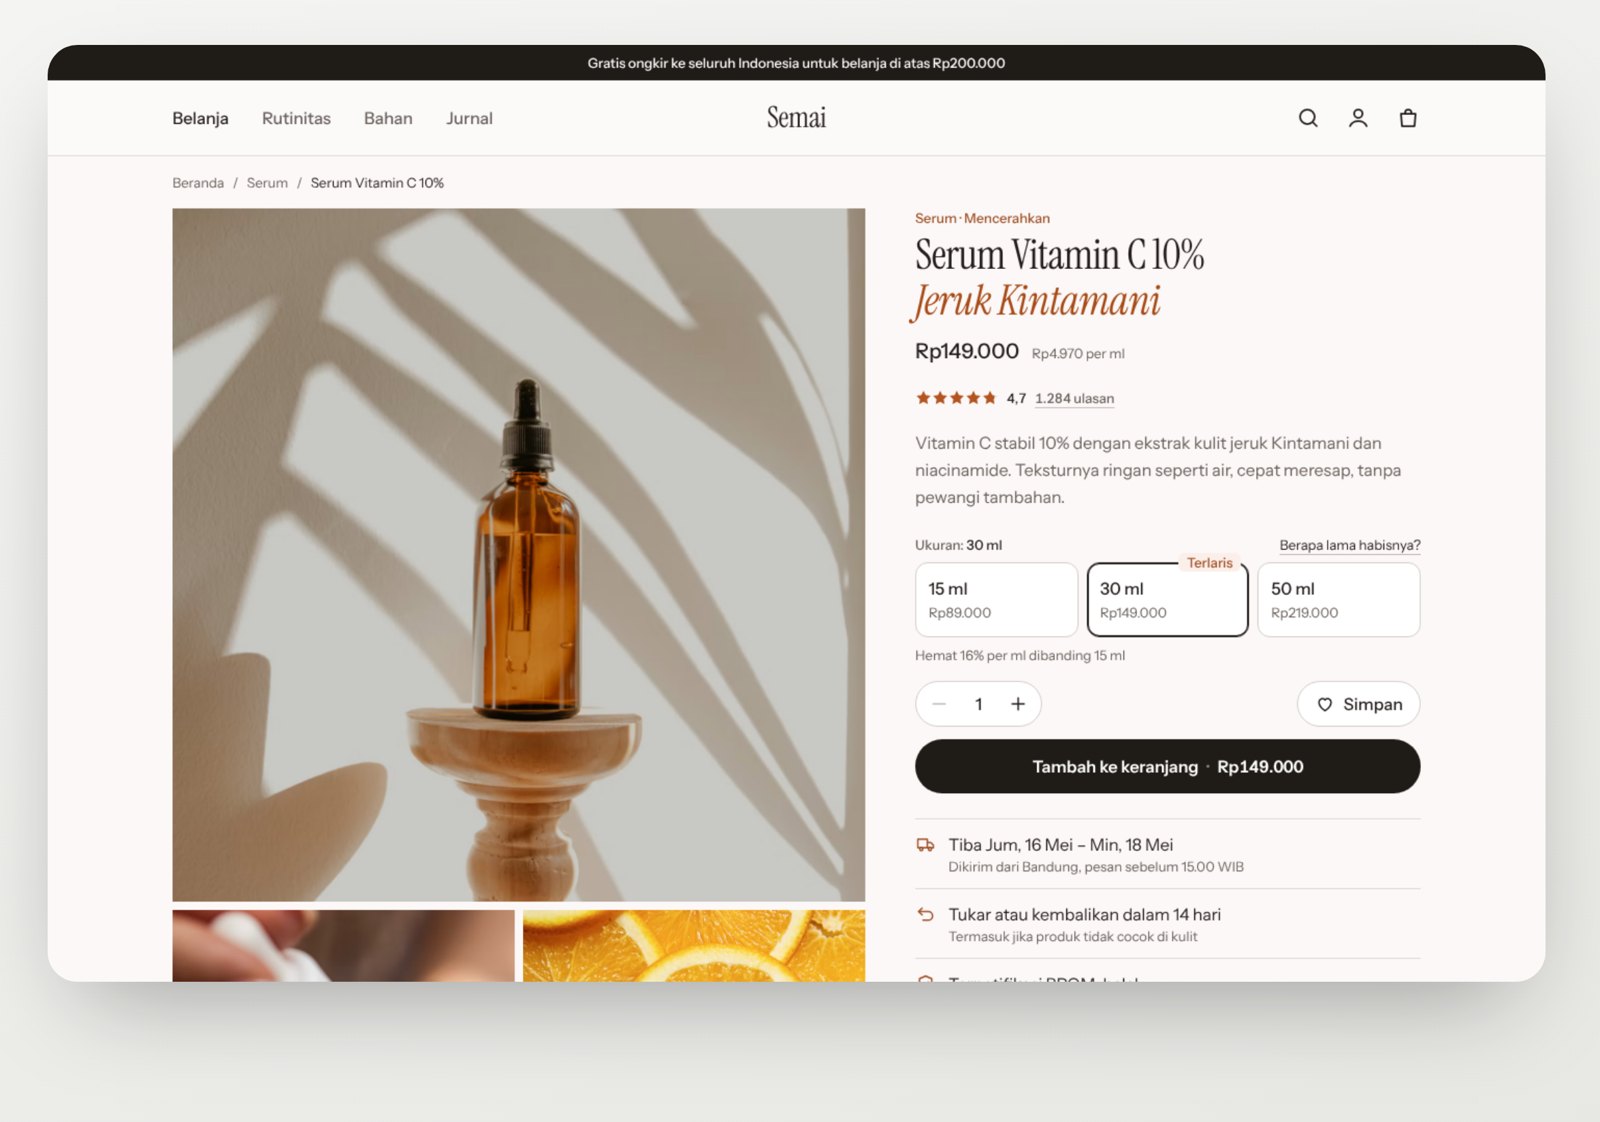 Gratis ongkir ke seluruh Indonesia untuk belanja di atas Rp200.000
Belanja Rutinitas Bahan Jurnal
Semai
Beranda / Serum / Serum Vitamin C 10%
Serum · Mencerahkan
Serum Vitamin C 10%
Jeruk Kintamani
Rp149.000 Rp4.970 per ml
4,7 1.284 ulasan
Vitamin C stabil 10% dengan ekstrak kulit jeruk Kintamani dan
niacinamide. Teksturnya ringan seperti air, cepat meresap, tanpa
pewangi tambahan.
Ukuran: 30 ml
Berapa lama habisnya?
Terlaris
15 ml
Rp89.000
30 ml
Rp149.000
50 ml
Rp219.000
Hemat 16% per ml dibanding 15 ml
1
Simpan
Tambah ke keranjang · Rp149.000
Tiba Jum, 16 Mei – Min, 18 Mei
Dikirim dari Bandung, pesan sebelum 15.00 WIB
Tukar atau kembalikan dalam 14 hari
Termasuk jika produk tidak cocok di kulit